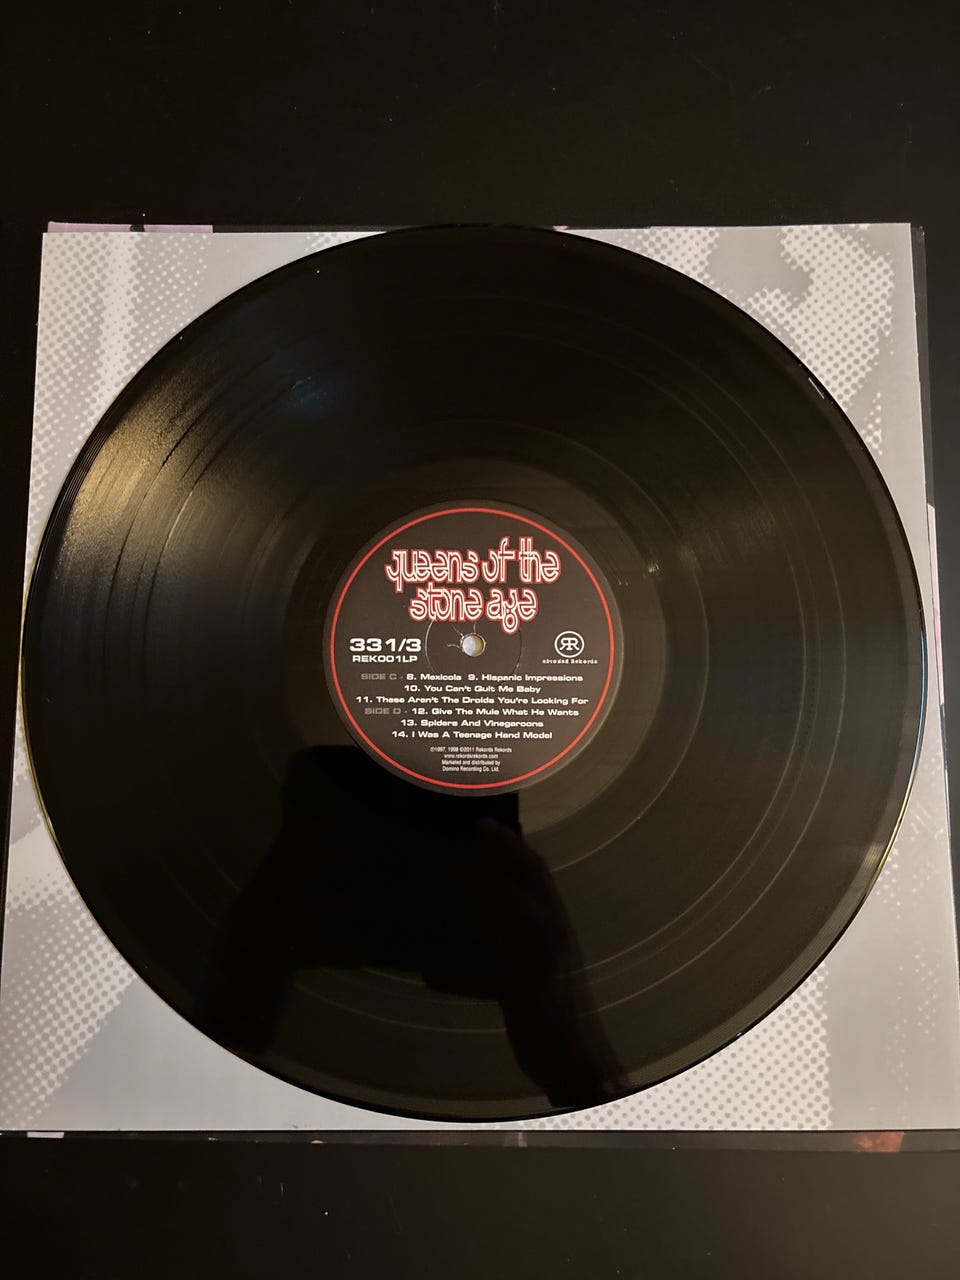 queens of the
stone age
33 1/3
REK001LP
RR
Rekords Rekords
SIDE C - 8. Mexicola 9. Hispanic Impressions
10. You Can't Quit Me Baby
11. These Aren't The Droids You're Looking For
SIDE D - 12. Give The Mule What He Wants
13. Spiders And Vinegaroons
14. I Was A Teenage Hand Model
℗1997, 1998 ©2011 Rekords Rekords
www.rekordsrekords.com
Marketed and distributed by
Domino Recording Co. Ltd.